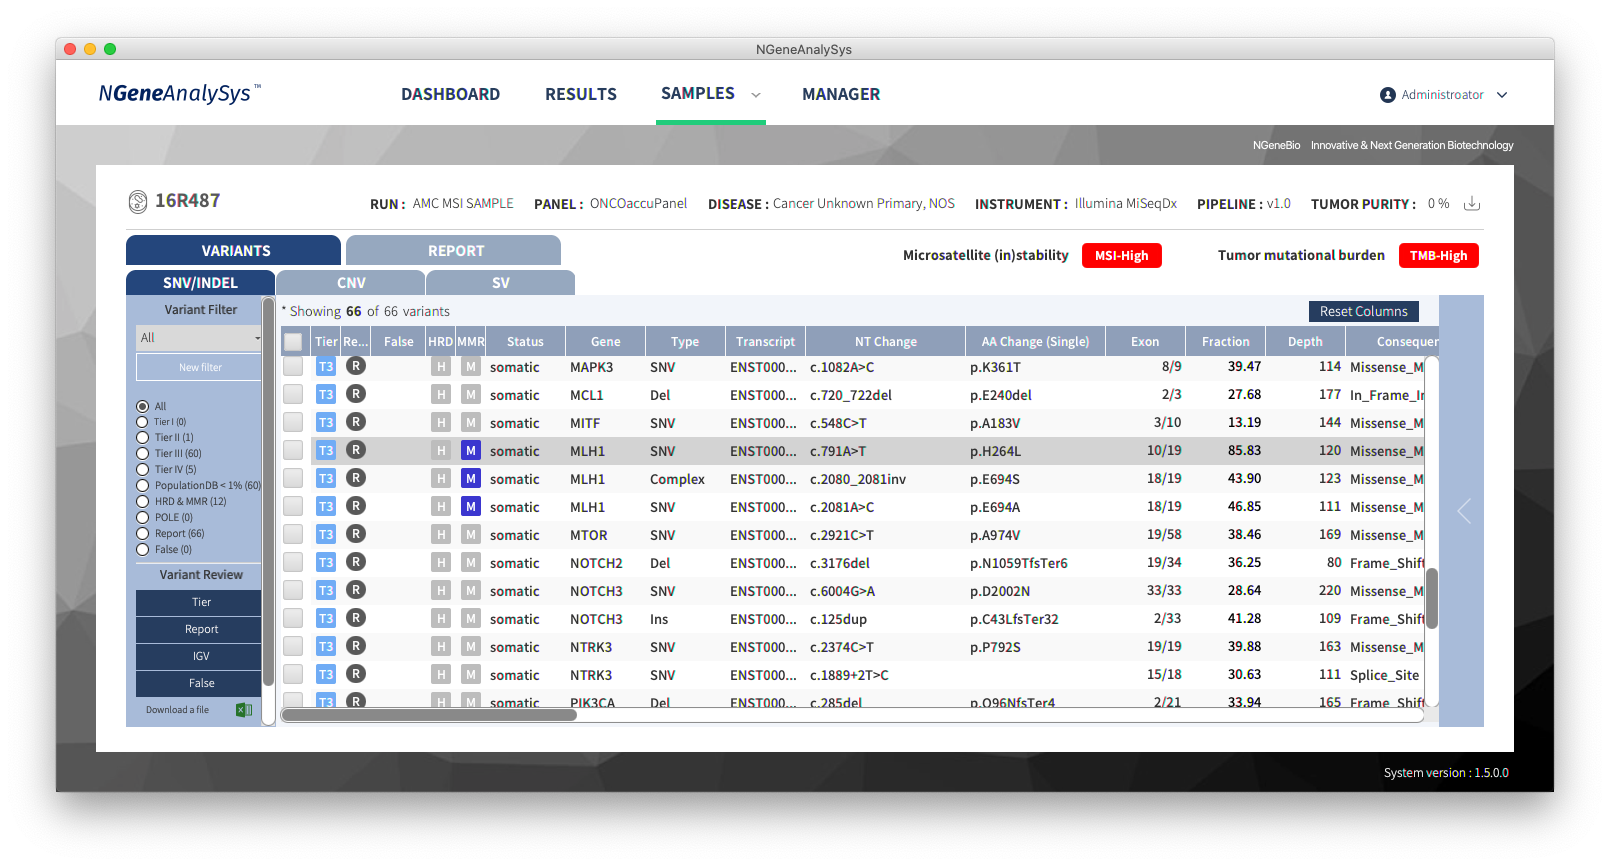 NGeneAnalySys
NGeneAnalySys™ DASHBOARD RESULTS SAMPLES MANAGER Administroator
NGeneBio Innovative & Next Generation Biotechnology
16R487 RUN : AMC MSI SAMPLE PANEL : ONCOaccuPanel DISEASE : Cancer Unknown Primary, NOS INSTRUMENT : Illumina MiSeqDx PIPELINE : v1.0 TUMOR PURITY : 0 %
VARIANTS REPORT Microsatellite (in)stability MSI-High Tumor mutational burden TMB-High
SNV/INDEL CNV SV
Variant Filter
All
New filter
All
Tier I (0)
Tier II (1)
Tier III (60)
Tier IV (5)
PopulationDB < 1% (60)
HRD & MMR (12)
POLE (0)
Report (66)
False (0)
Variant Review
Tier
Report
IGV
False
Download a file
* Showing 66 of 66 variants Reset Columns
Tier Re... False HRD MMR Status Gene Type Transcript NT Change AA Change (Single) Exon Fraction Depth Consequer
T3 R H M somatic MAPK3 SNV ENST000... c.1082A>C p.K361T 8/9 39.47 114 Missense_M
T3 R H M somatic MCL1 Del ENST000... c.720_722del p.E240del 2/3 27.68 177 In_Frame_In
T3 R H M somatic MITF SNV ENST000... c.548C>T p.A183V 3/10 13.19 144 Missense_M
T3 R H M somatic MLH1 SNV ENST000... c.791A>T p.H264L 10/19 85.83 120 Missense_M
T3 R H M somatic MLH1 Complex ENST000... c.2080_2081inv p.E694S 18/19 43.90 123 Missense_M
T3 R H M somatic MLH1 SNV ENST000... c.2081A>C p.E694A 18/19 46.85 111 Missense_M
T3 R H M somatic MTOR SNV ENST000... c.2921C>T p.A974V 19/58 38.46 169 Missense_M
T3 R H M somatic NOTCH2 Del ENST000... c.3176del p.N1059TfsTer6 19/34 36.25 80 Frame_Shift
T3 R H M somatic NOTCH3 SNV ENST000... c.6004G>A p.D2002N 33/33 28.64 220 Missense_M
T3 R H M somatic NOTCH3 Ins ENST000... c.125dup p.C43LfsTer32 2/33 41.28 109 Frame_Shift
T3 R H M somatic NTRK3 SNV ENST000... c.2374C>T p.P792S 19/19 39.88 163 Missense_M
T3 R H M somatic NTRK3 SNV ENST000... c.1889+2T>C 15/18 30.63 111 Splice_Site
T3 R H M somatic PIK3CA Del ENST000... c.285del p.Q96NfsTer4 2/21 33.94 165 Frame_Shift
System version : 1.5.0.0